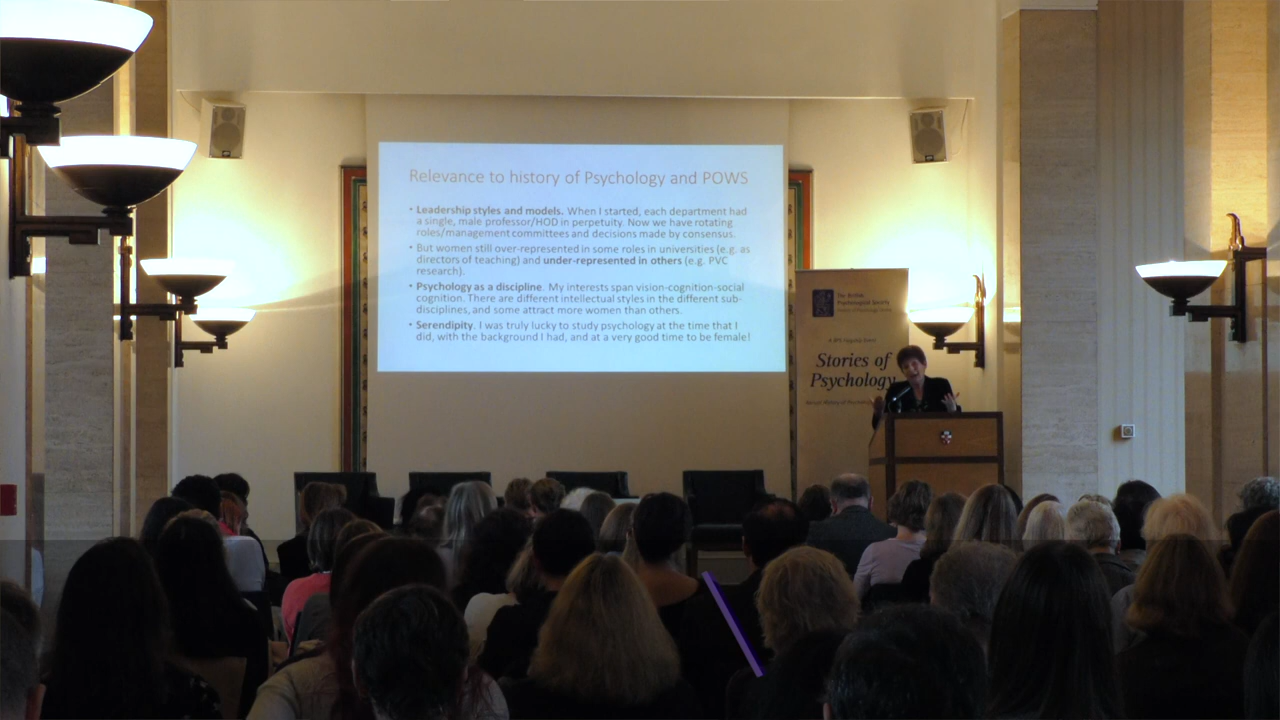 Relevance to history of Psychology and POWS
• Leadership styles and models. When I started, each department had
a single, male professor/HOD in perpetuity. Now we have rotating
roles/management committees and decisions made by consensus.
• But women still over-represented in some roles in universities (e.g. as
directors of teaching) and under-represented in others (e.g. PVC
research).
• Psychology as a discipline. My interests span vision-cognition-social
cognition. There are different intellectual styles in the different sub-
disciplines, and some attract more women than others.
• Serendipity. I was truly lucky to study psychology at the time that I
did, with the background I had, and at a very good time to be female!
The British
Psychological Society
Stories of
Psychology